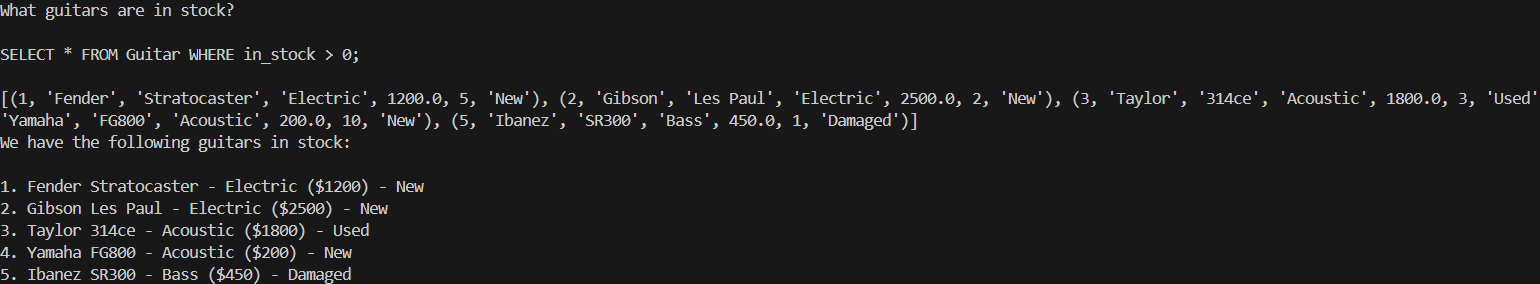 What guitars are in stock?
SELECT * FROM Guitar WHERE in_stock > 0;
[(1, 'Fender', 'Stratocaster', 'Electric', 1200.0, 5, 'New'), (2, 'Gibson', 'Les Paul', 'Electric', 2500.0, 2, 'New'), (3, 'Taylor', '314ce', 'Acoustic', 1800.0, 3, 'Used'
'Yamaha', 'FG800', 'Acoustic', 200.0, 10, 'New'), (5, 'Ibanez', 'SR300', 'Bass', 450.0, 1, 'Damaged')]
We have the following guitars in stock:
1. Fender Stratocaster - Electric ($1200) - New
2. Gibson Les Paul - Electric ($2500) - New
3. Taylor 314ce - Acoustic ($1800) - Used
4. Yamaha FG800 - Acoustic ($200) - New
5. Ibanez SR300 - Bass ($450) - Damaged